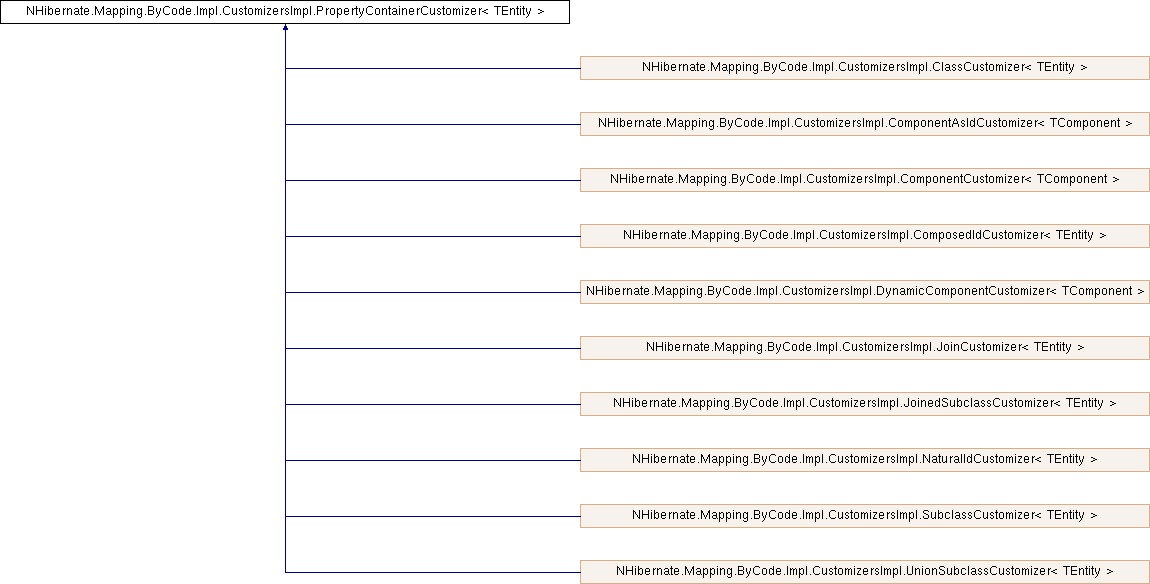 NHibernate.Mapping.ByCode.Impl.CustomizersImpl.PropertyContainerCustomizer< TEntity >
NHibernate.Mapping.ByCode.Impl.CustomizersImpl.ClassCustomizer< TEntity >
NHibernate.Mapping.ByCode.Impl.CustomizersImpl.ComponentAsIdCustomizer< TComponent >
NHibernate.Mapping.ByCode.Impl.CustomizersImpl.ComponentCustomizer< TComponent >
NHibernate.Mapping.ByCode.Impl.CustomizersImpl.ComposedIdCustomizer< TEntity >
NHibernate.Mapping.ByCode.Impl.CustomizersImpl.DynamicComponentCustomizer< TComponent >
NHibernate.Mapping.ByCode.Impl.CustomizersImpl.JoinCustomizer< TEntity >
NHibernate.Mapping.ByCode.Impl.CustomizersImpl.JoinedSubclassCustomizer< TEntity >
NHibernate.Mapping.ByCode.Impl.CustomizersImpl.NaturalIdCustomizer< TEntity >
NHibernate.Mapping.ByCode.Impl.CustomizersImpl.SubclassCustomizer< TEntity >
NHibernate.Mapping.ByCode.Impl.CustomizersImpl.UnionSubclassCustomizer< TEntity >